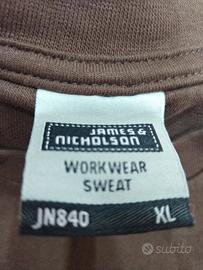 JAMES &
NICHOLSON
WORKWEAR
SWEAT
JN840 XL
subito